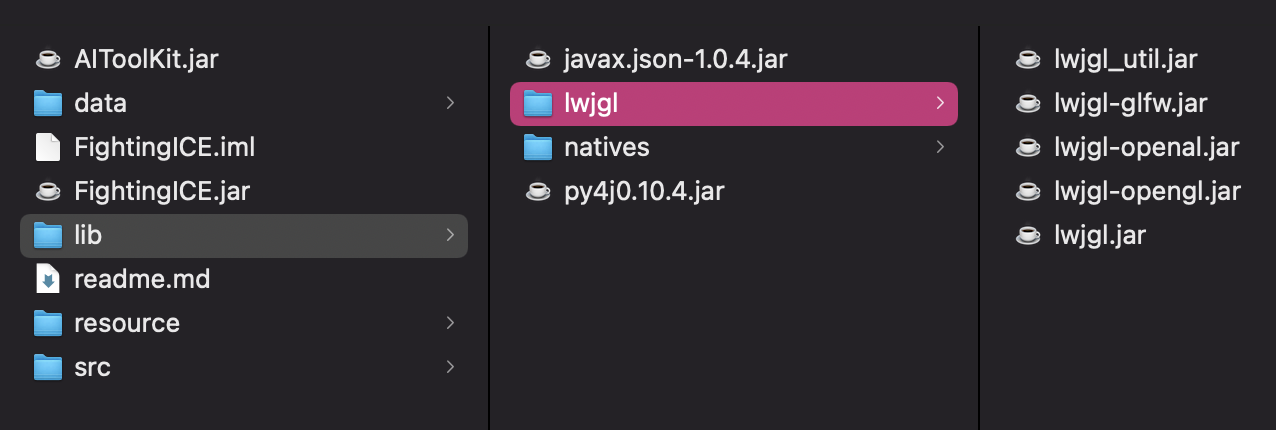 AIToolKit.jar
data
FightingICE.iml
FightingICE.jar
lib
readme.md
resource
src
javax.json-1.0.4.jar
lwjgl
natives
py4j0.10.4.jar
lwjgl_util.jar
lwjgl-glfw.jar
lwjgl-openal.jar
lwjgl-opengl.jar
lwjgl.jar